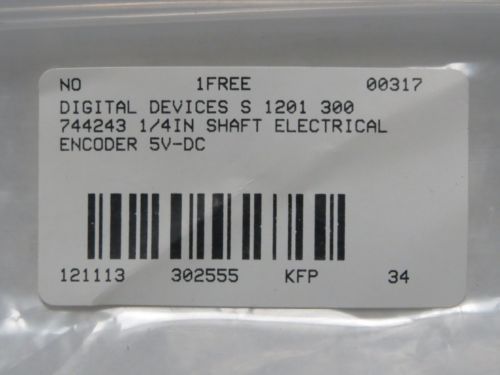 NO 1FREE 00317
DIGITAL DEVICES S 1201 300
744243 1/4IN SHAFT ELECTRICAL
ENCODER 5V-DC
121113 302555 KFP 34